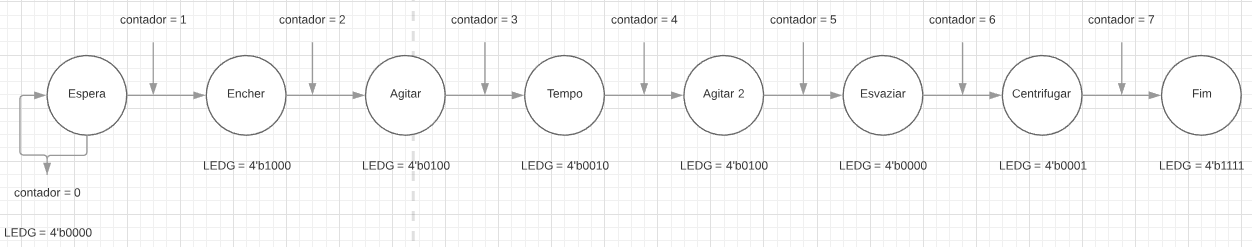 contador = 1
contador = 2
contador = 3
contador = 4
contador = 5
contador = 6
contador = 7
Espera
Encher
Agitar
Tempo
Agitar 2
Esvaziar
Centrifugar
Fim
LEDG = 4'b1000
LEDG = 4'b0100
LEDG = 4'b0010
LEDG = 4'b0100
LEDG = 4'b0000
LEDG = 4'b0001
LEDG = 4'b1111
contador = 0
LEDG = 4'b0000